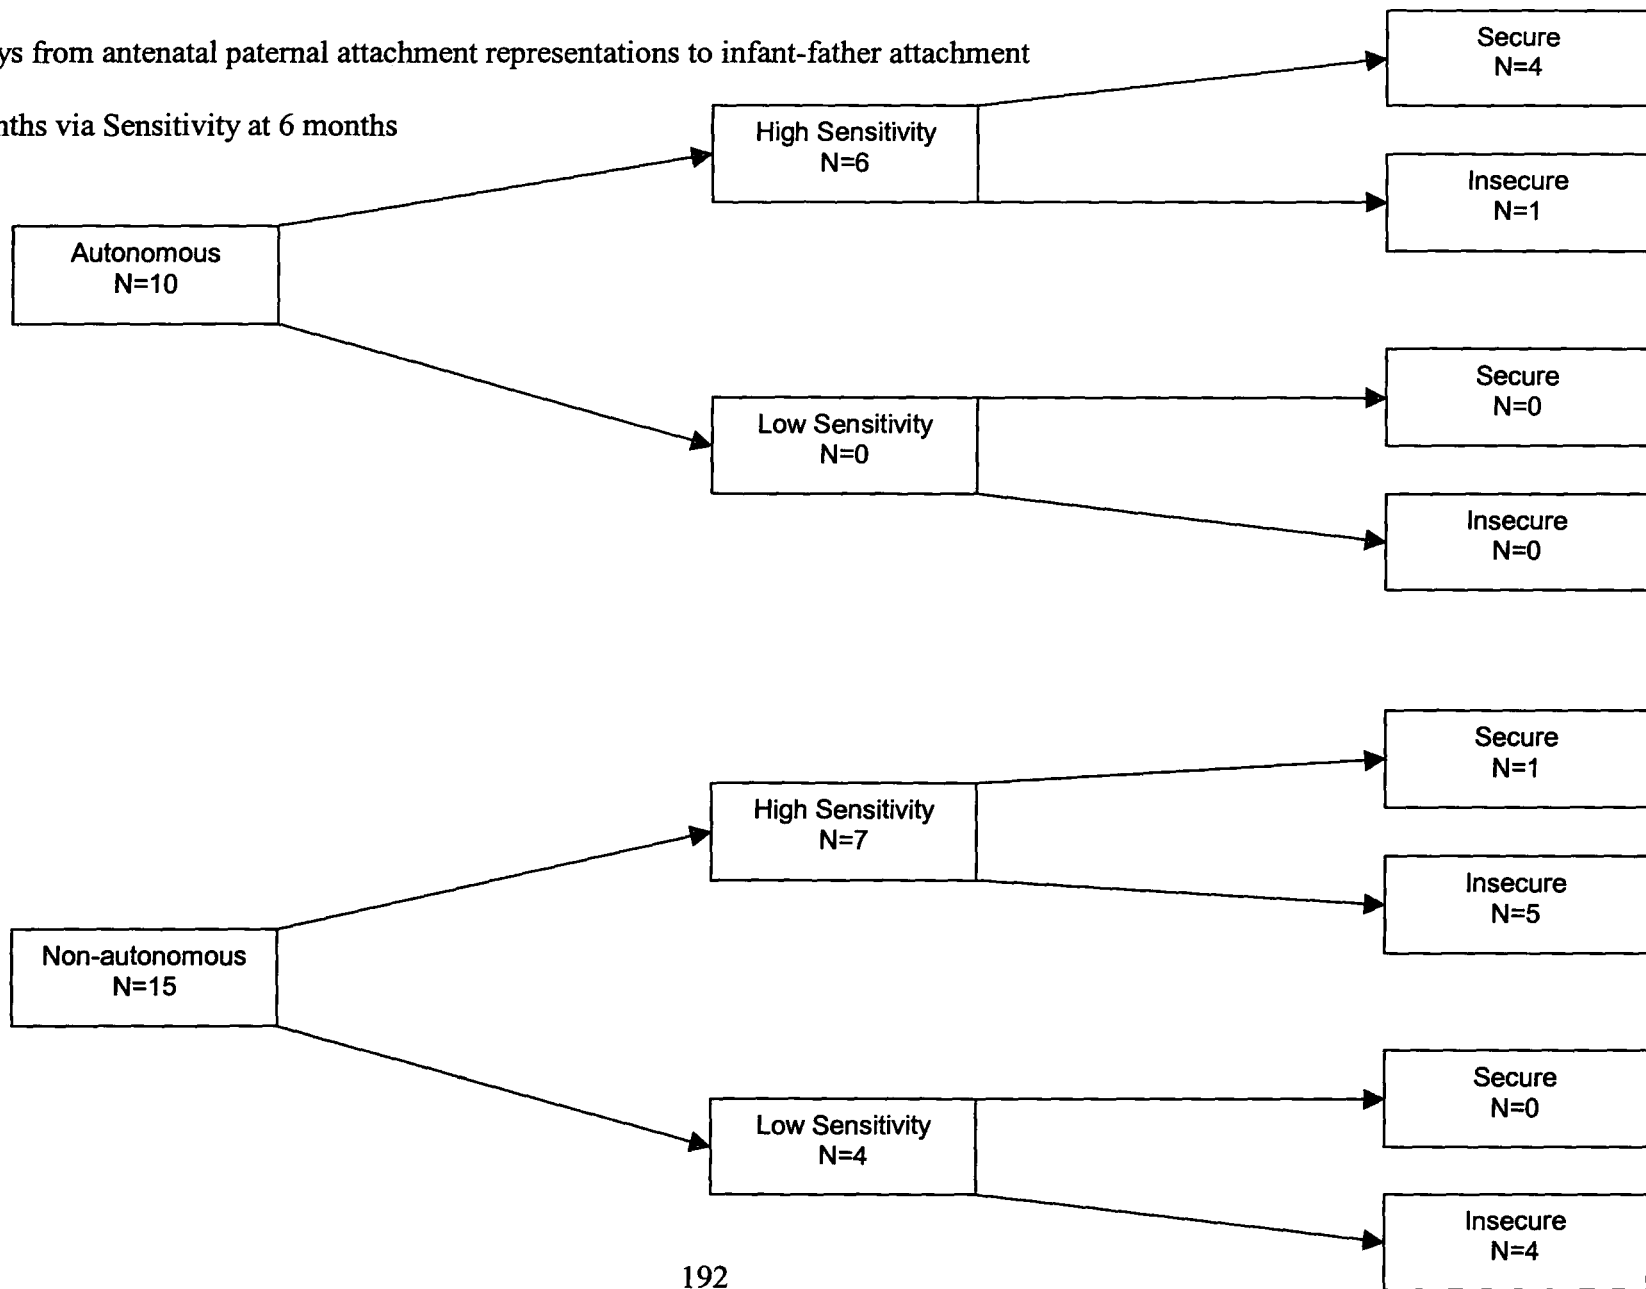 ys from antenatal paternal attachment representations to infant-father attachment
nths via Sensitivity at 6 months
Autonomous
N=10
High Sensitivity
N=6
Secure
N=4
Insecure
N=1
Low Sensitivity
N=0
Secure
N=0
Insecure
N=0
Non-autonomous
N=15
High Sensitivity
N=7
Secure
N=1
Insecure
N=5
Low Sensitivity
N=4
Secure
N=0
Insecure
N=4
192